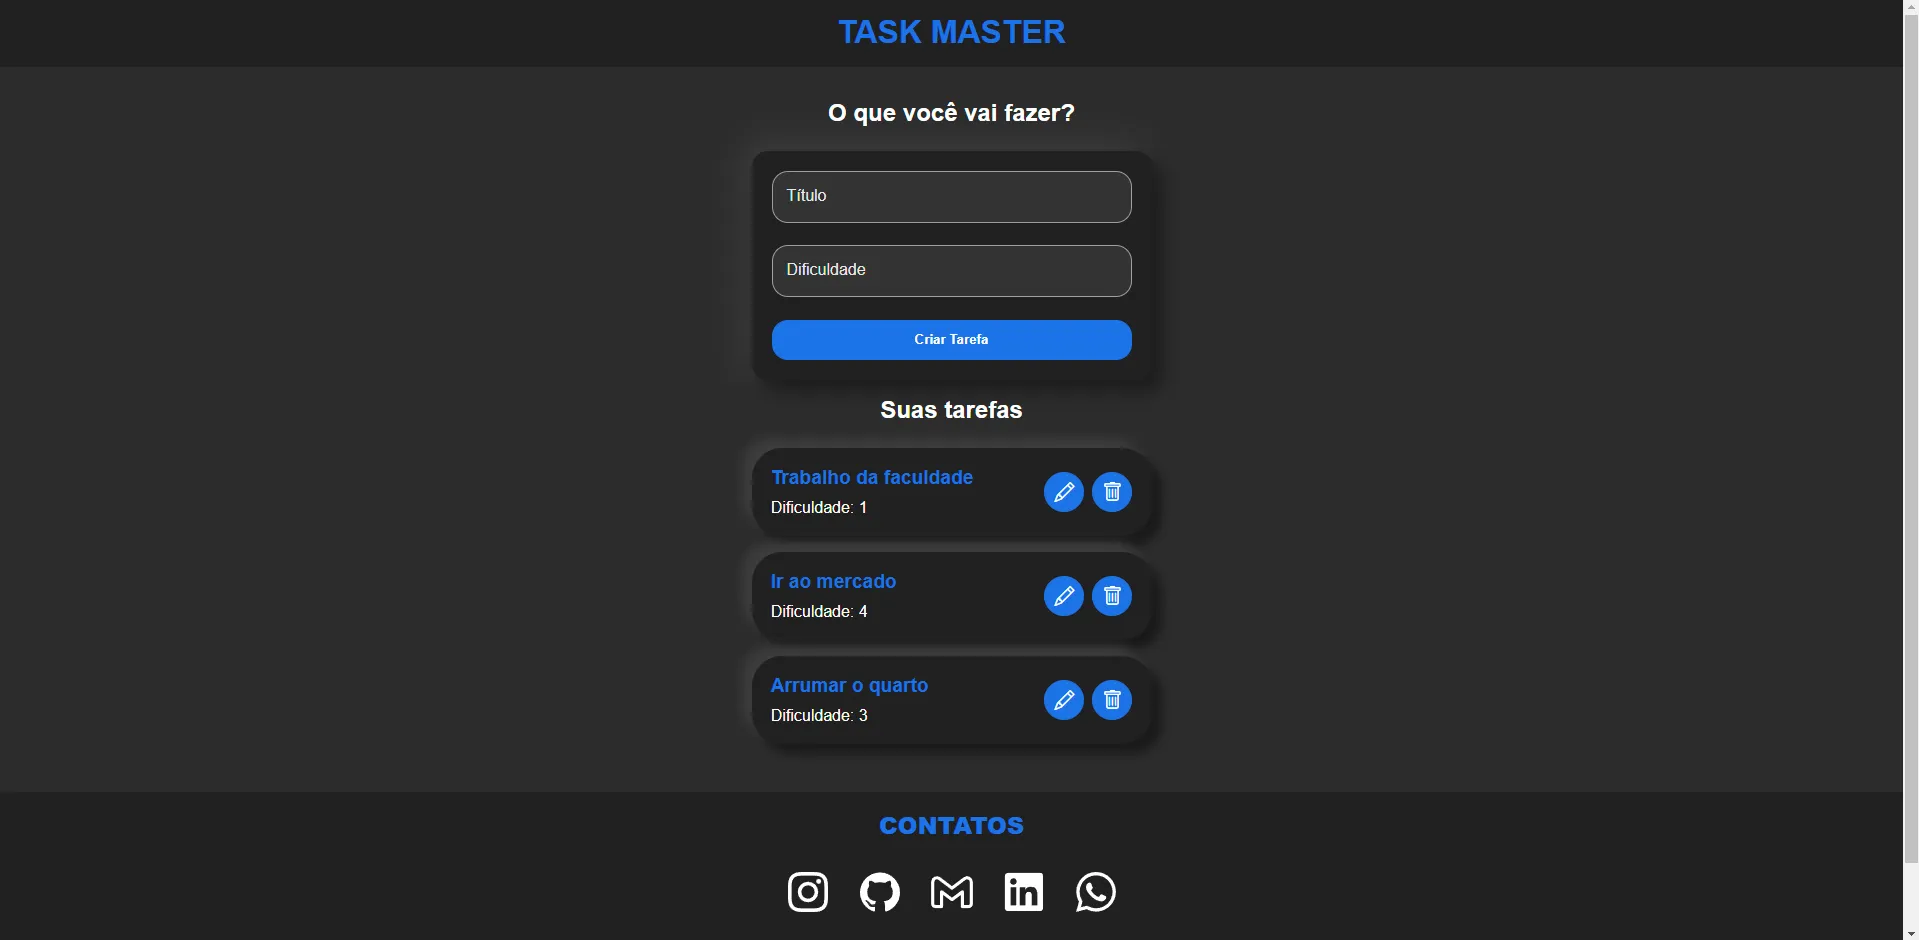 TASK MASTER
O que você vai fazer?
Título
Dificuldade
Criar Tarefa
Suas tarefas
Trabalho da faculdade
Dificuldade: 1
Ir ao mercado
Dificuldade: 4
Arrumar o quarto
Dificuldade: 3
CONTATOS
in